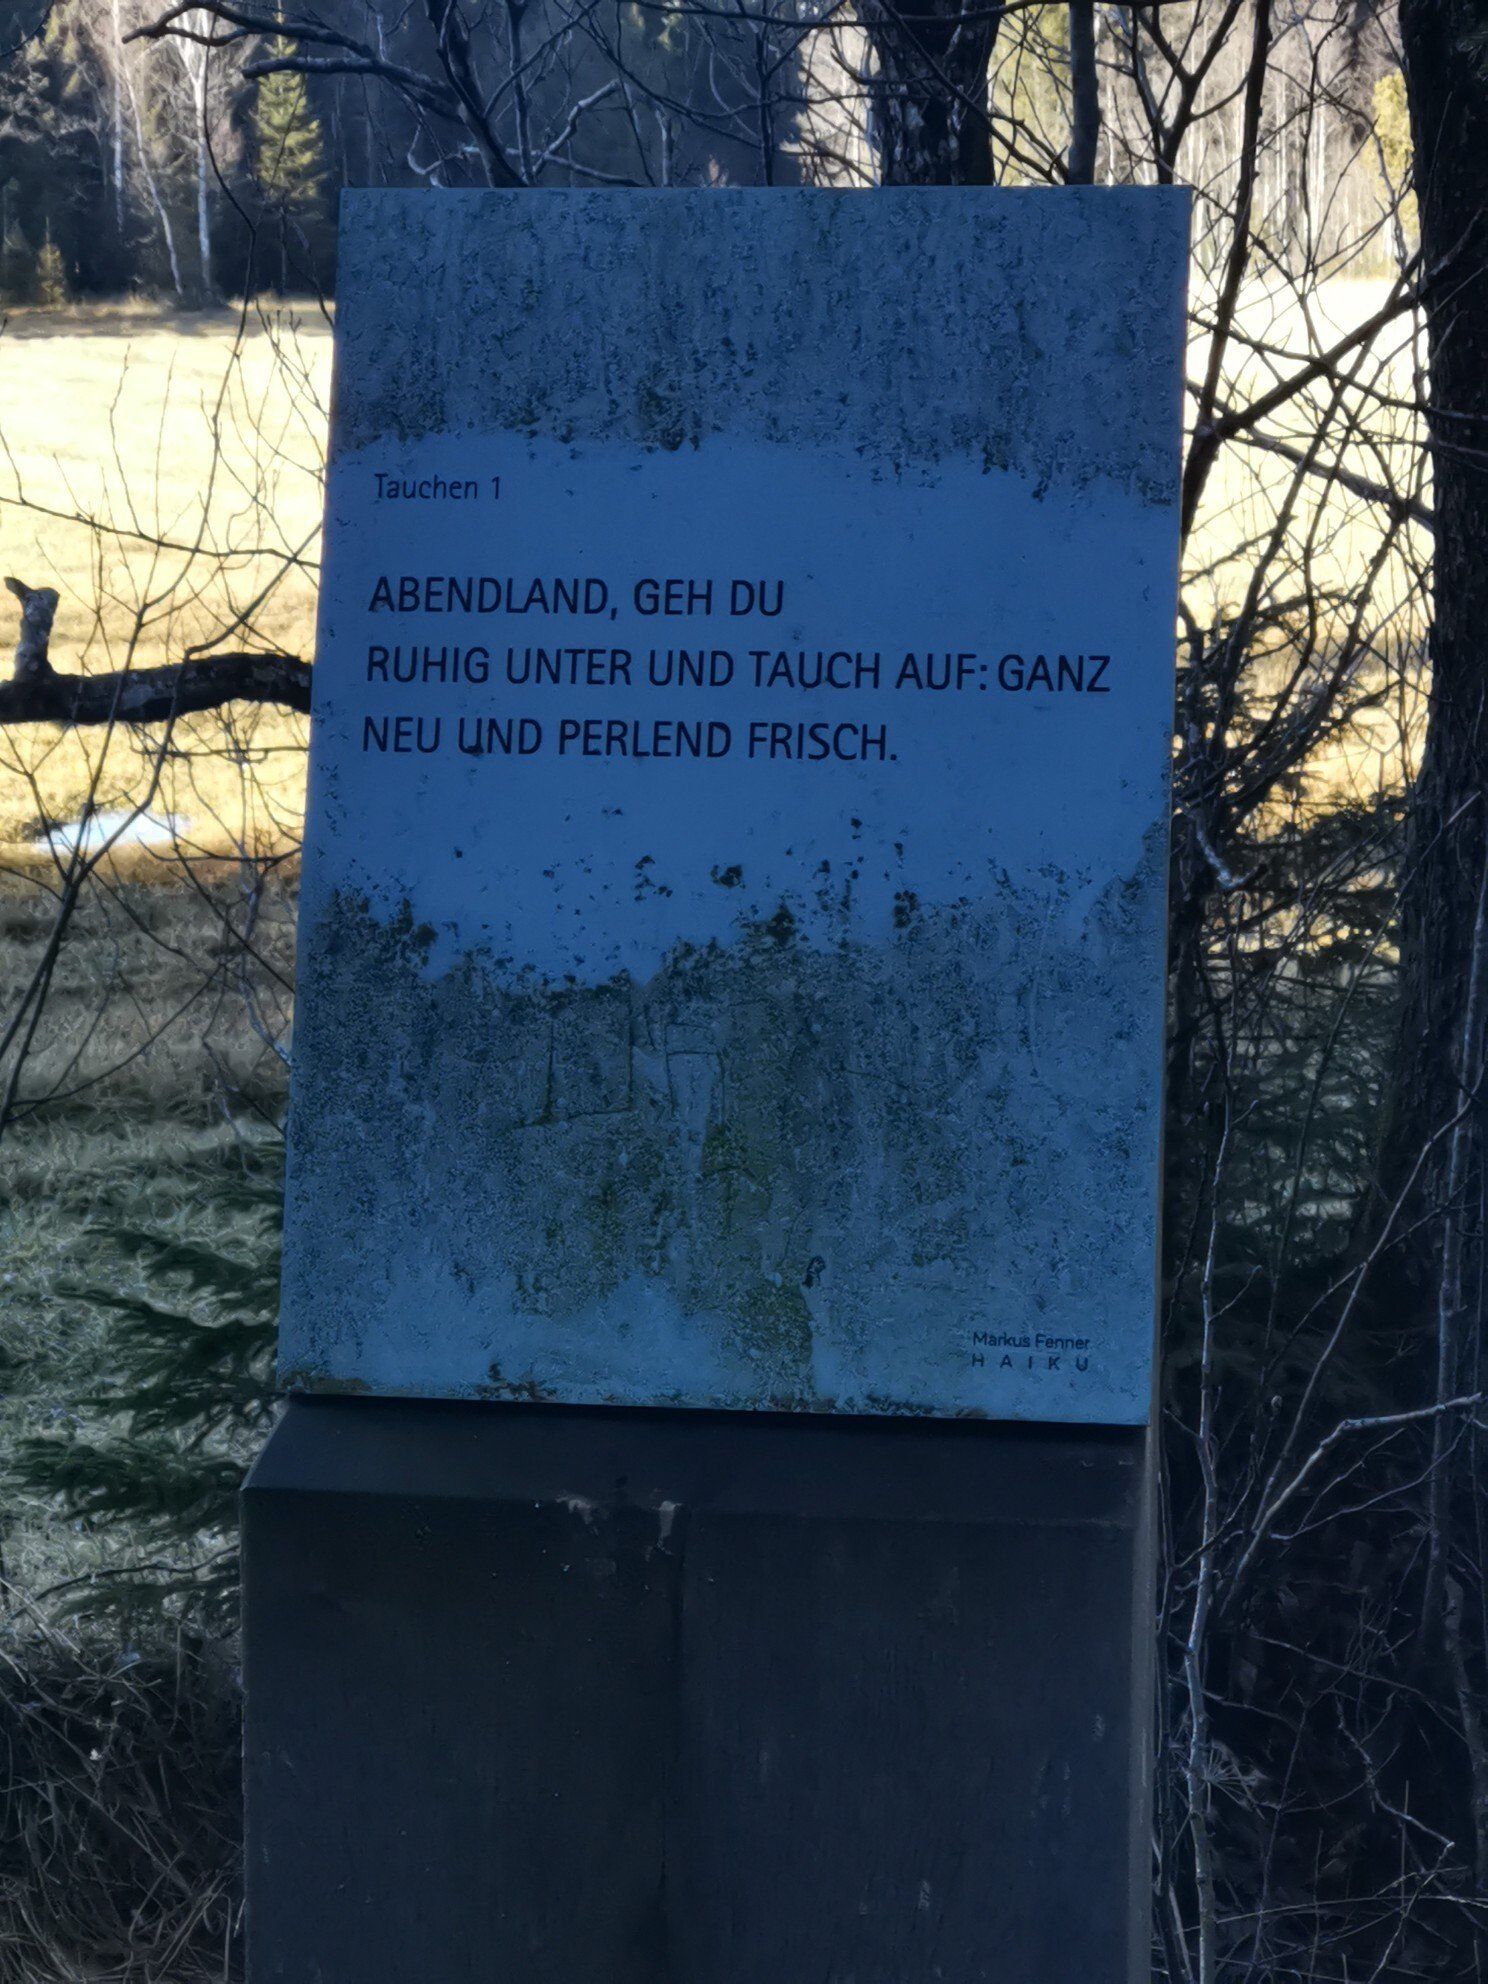 Tauchen 1
ABENDLAND, GEH DU
RUHIG UNTER UND TAUCH AUF: GANZ
NEU UND PERLEND FRISCH.
Markus Fenner
HAIKU